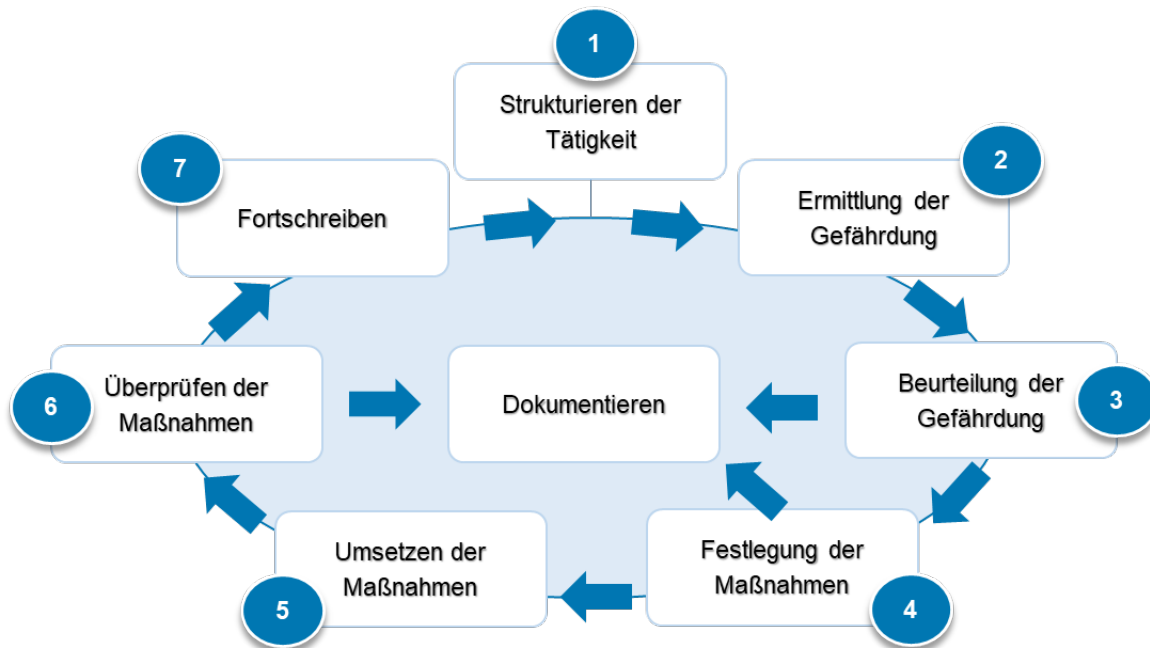 1
Strukturieren der
Tätigkeit
2
Ermittlung der
Gefährdung
3
Beurteilung der
Gefährdung
4
Festlegung der
Maßnahmen
5
Umsetzen der
Maßnahmen
6
Überprüfen der
Maßnahmen
7
Fortschreiben
Dokumentieren